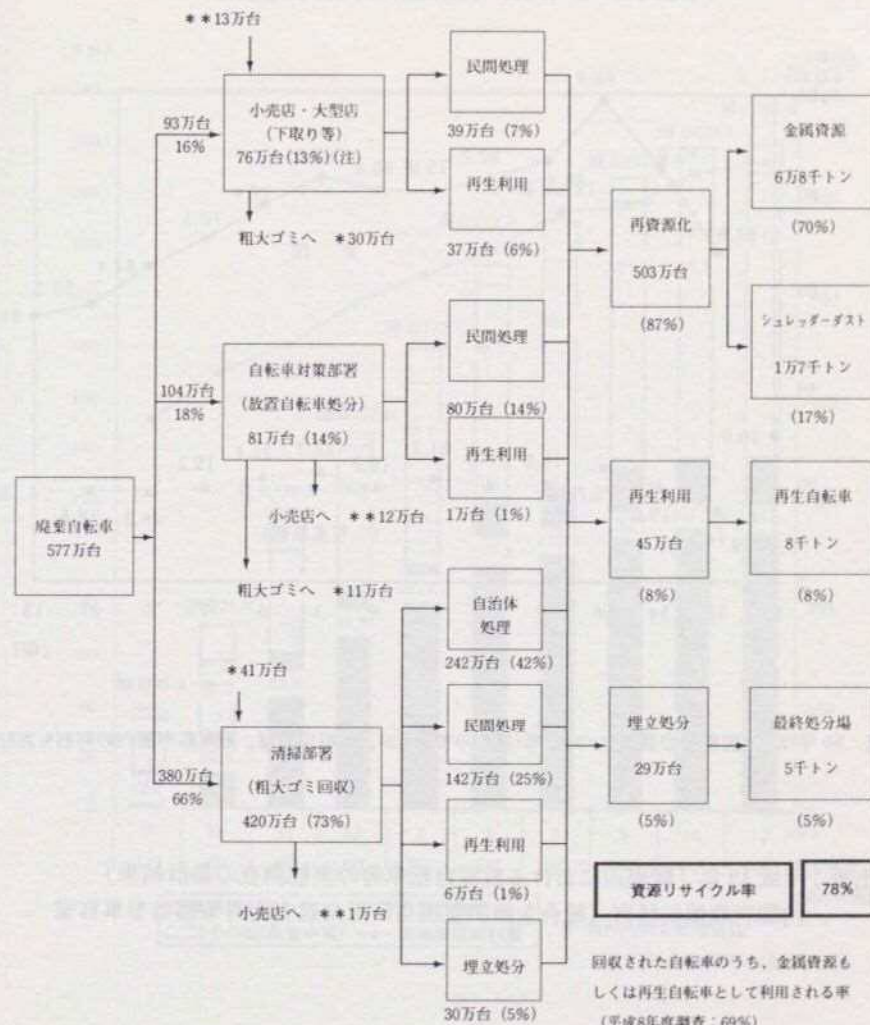 **13万台
93万台
16%
小売店・大型店
(下取り等)
76万台(13%)(注)
粗大ゴミへ *30万台
民間処理
39万台 (7%)
再生利用
37万台 (6%)
104万台
18%
自転車対策部署
(放置自転車処分)
81万台 (14%)
小売店へ **12万台
粗大ゴミへ *11万台
民間処理
80万台 (14%)
再生利用
1万台 (1%)
廃棄自転車
577万台
*41万台
380万台
66%
清掃部署
(粗大ゴミ回収)
420万台 (73%)
小売店へ **1万台
自治体
処理
242万台 (42%)
民間処理
142万台 (25%)
再生利用
6万台 (1%)
埋立処分
30万台 (5%)
再資源化
503万台
(87%)
金属資源
6万8千トン
(70%)
シュレッダーダスト
1万7千トン
(17%)
再生利用
45万台
(8%)
再生自転車
8千トン
(8%)
埋立処分
29万台
(5%)
最終処分場
5千トン
(5%)
資源リサイクル率
78%
回収された自転車のうち、金属資源も
しくは再生自転車として利用される率
(平成8年度調査:69%)